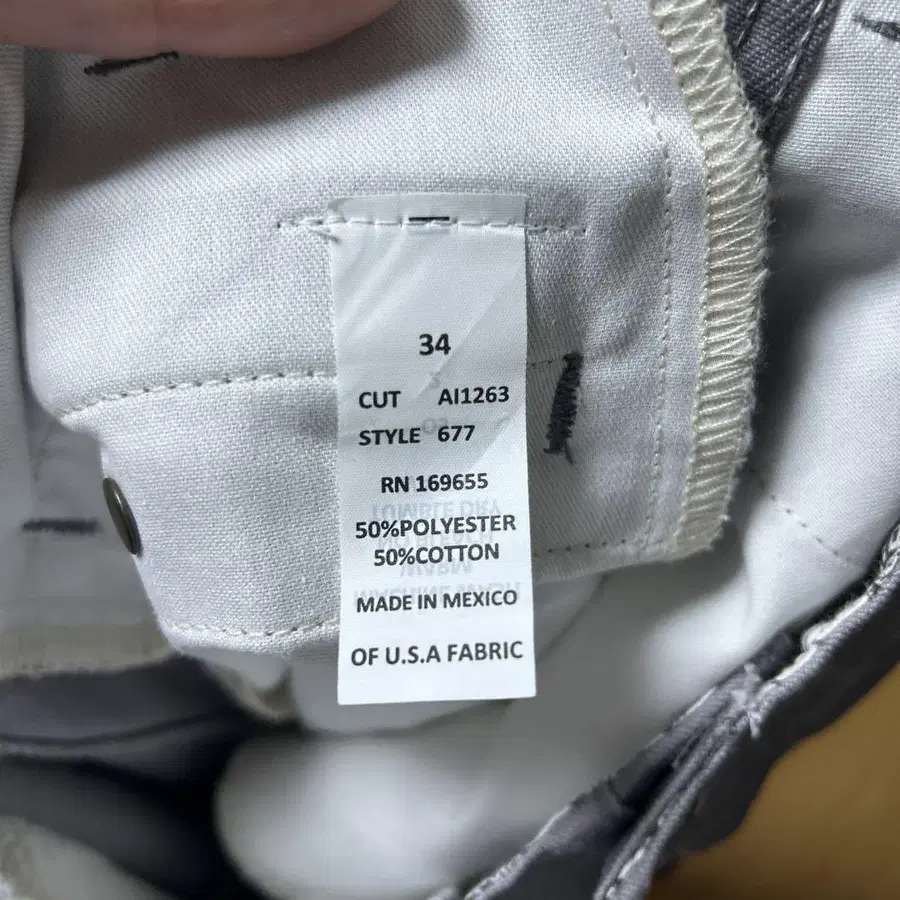 34
CUT AI1263
STYLE 677
RN 169655
50%POLYESTER
50%COTTON
MADE IN MEXICO
OF U.S.A FABRIC